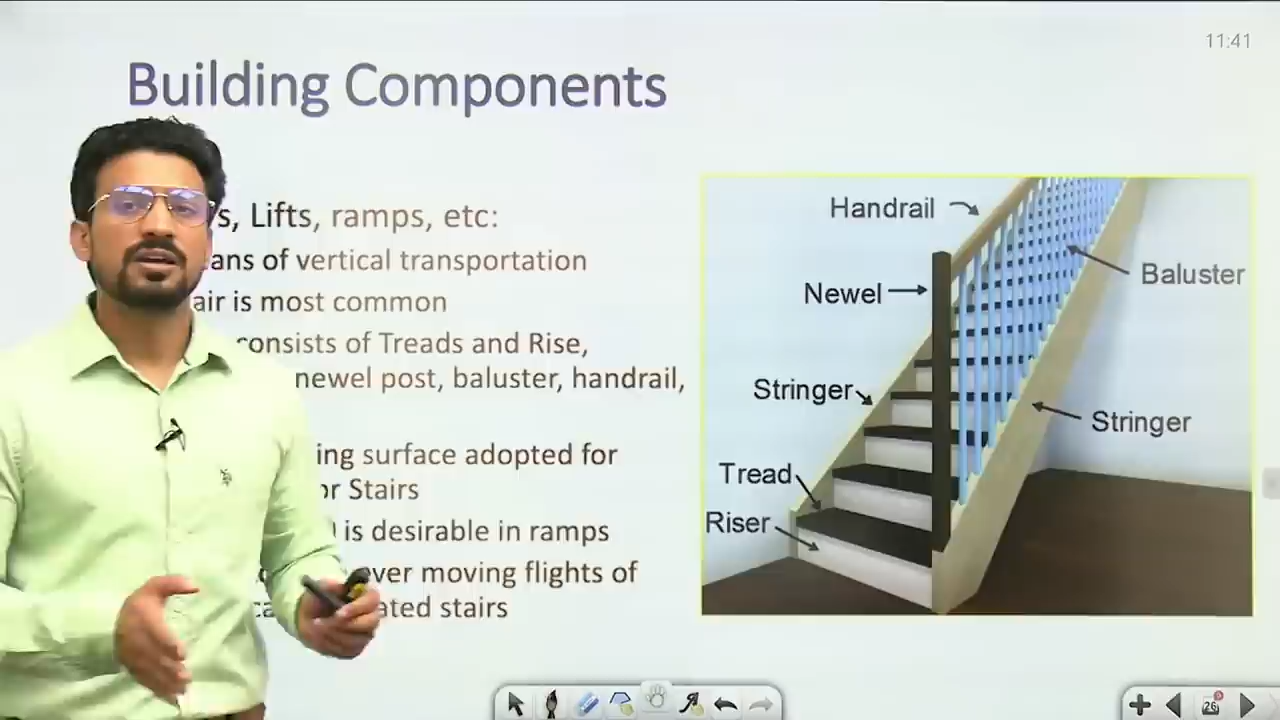 11:41
Building Components
s, Lifts, ramps, etc:
ans of vertical transportation
air is most common
consists of Treads and Rise,
newel post, baluster, handrail,
ing surface adopted for
or Stairs
is desirable in ramps
ever moving flights of
ated stairs
Handrail
Baluster
Newel
Stringer
Stringer
Tread
Riser
26